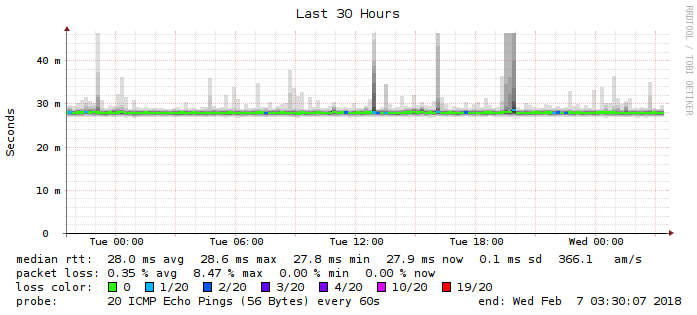 Last 30 Hours
RRDTOOL / TOBI OETIKER
Seconds
40 m
30 m
20 m
10 m
0
Tue 00:00 Tue 06:00 Tue 12:00 Tue 18:00 Wed 00:00
median rtt: 28.0 ms avg 28.6 ms max 27.8 ms min 27.9 ms now 0.1 ms sd 366.1 am/s
packet loss: 0.35 % avg 8.47 % max 0.00 % min 0.00 % now
loss color: 0 1/20 2/20 3/20 4/20 10/20 19/20
probe: 20 ICMP Echo Pings (56 Bytes) every 60s end: Wed Feb 7 03:30:07 2018